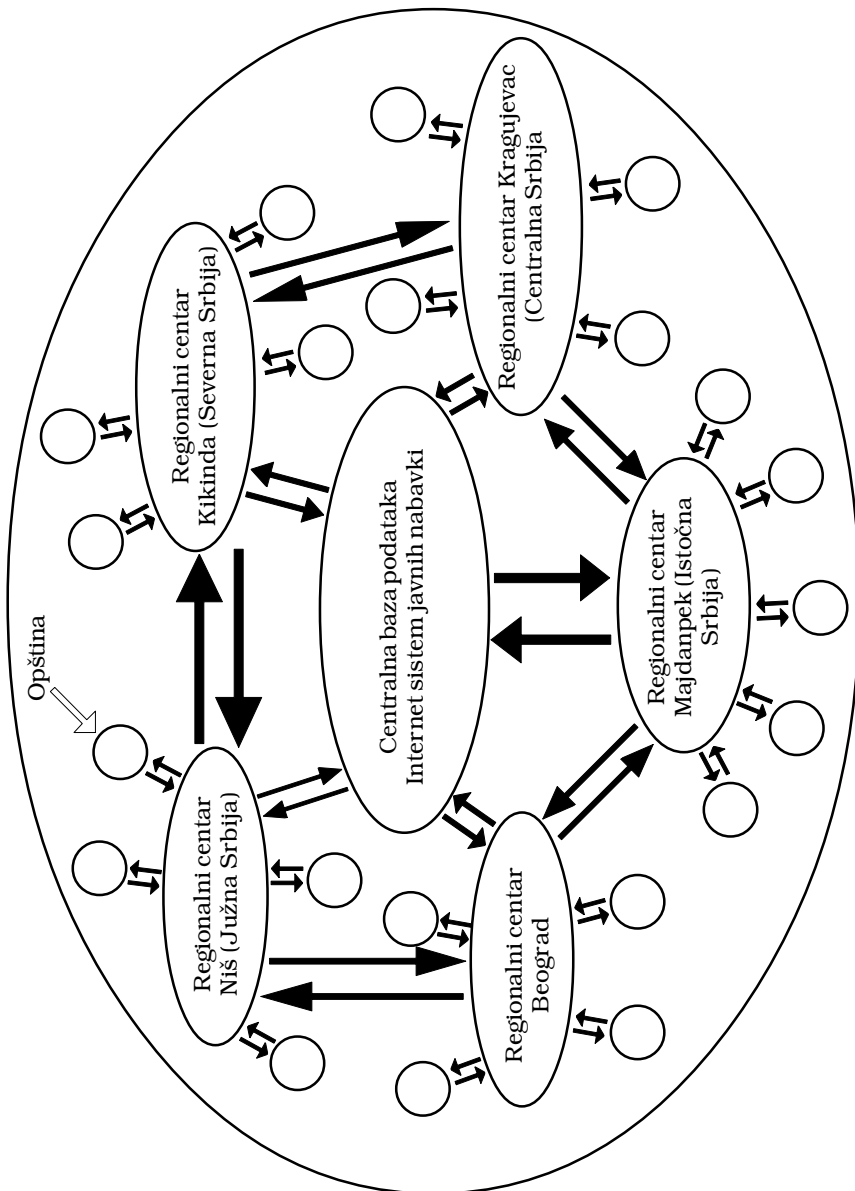 Opština
Regionalni centar
Niš (Južna Srbija)
Regionalni centar
Kikinda (Severna Srbija)
Centralna baza podataka
Internet sistem javnih nabavki
Regionalni centar
Beograd
Regionalni centar
Majdanpek (Istočna
Srbija)
Regionalni centar Kragujevac
(Centralna Srbija